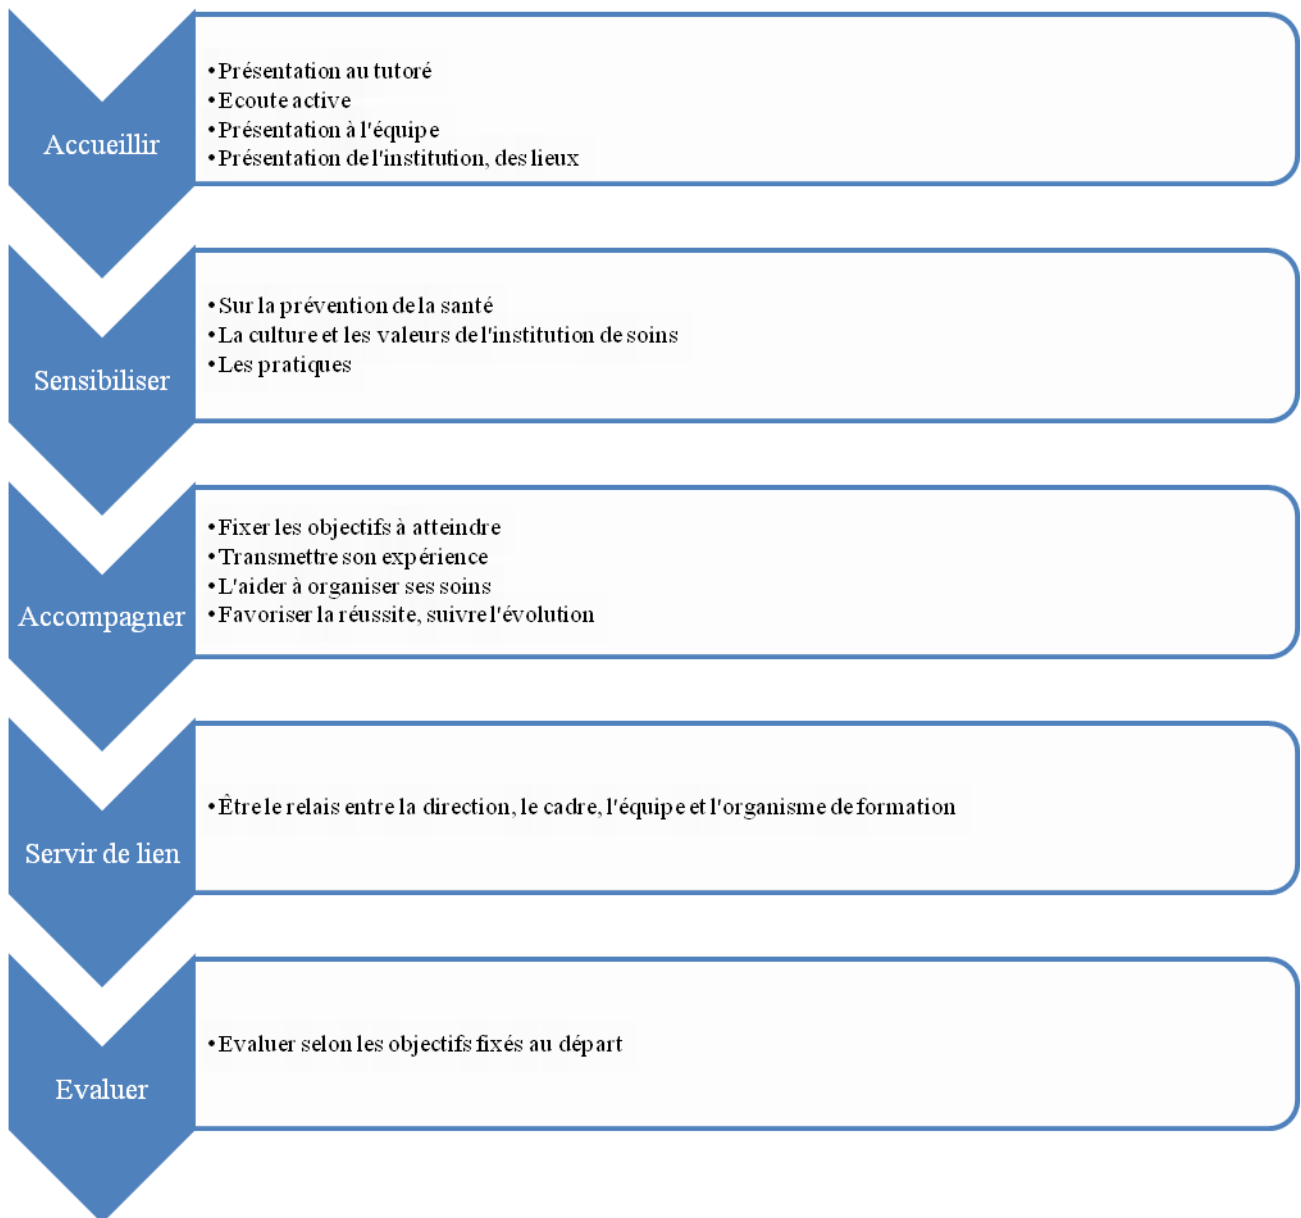 Accueillir
•Présentation au tutoré
•Ecoute active
•Présentation à l'équipe
•Présentation de l'institution, des lieux
Sensibiliser
•Sur la prévention de la santé
•La culture et les valeurs de l'institution de soins
•Les pratiques
Accompagner
•Fixer les objectifs à atteindre
•Transmettre son expérience
•L'aider à organiser ses soins
•Favoriser la réussite, suivre l'évolution
Servir de lien
•Être le relais entre la direction, le cadre, l'équipe et l'organisme de formation
Evaluer
•Evaluer selon les objectifs fixés au départ